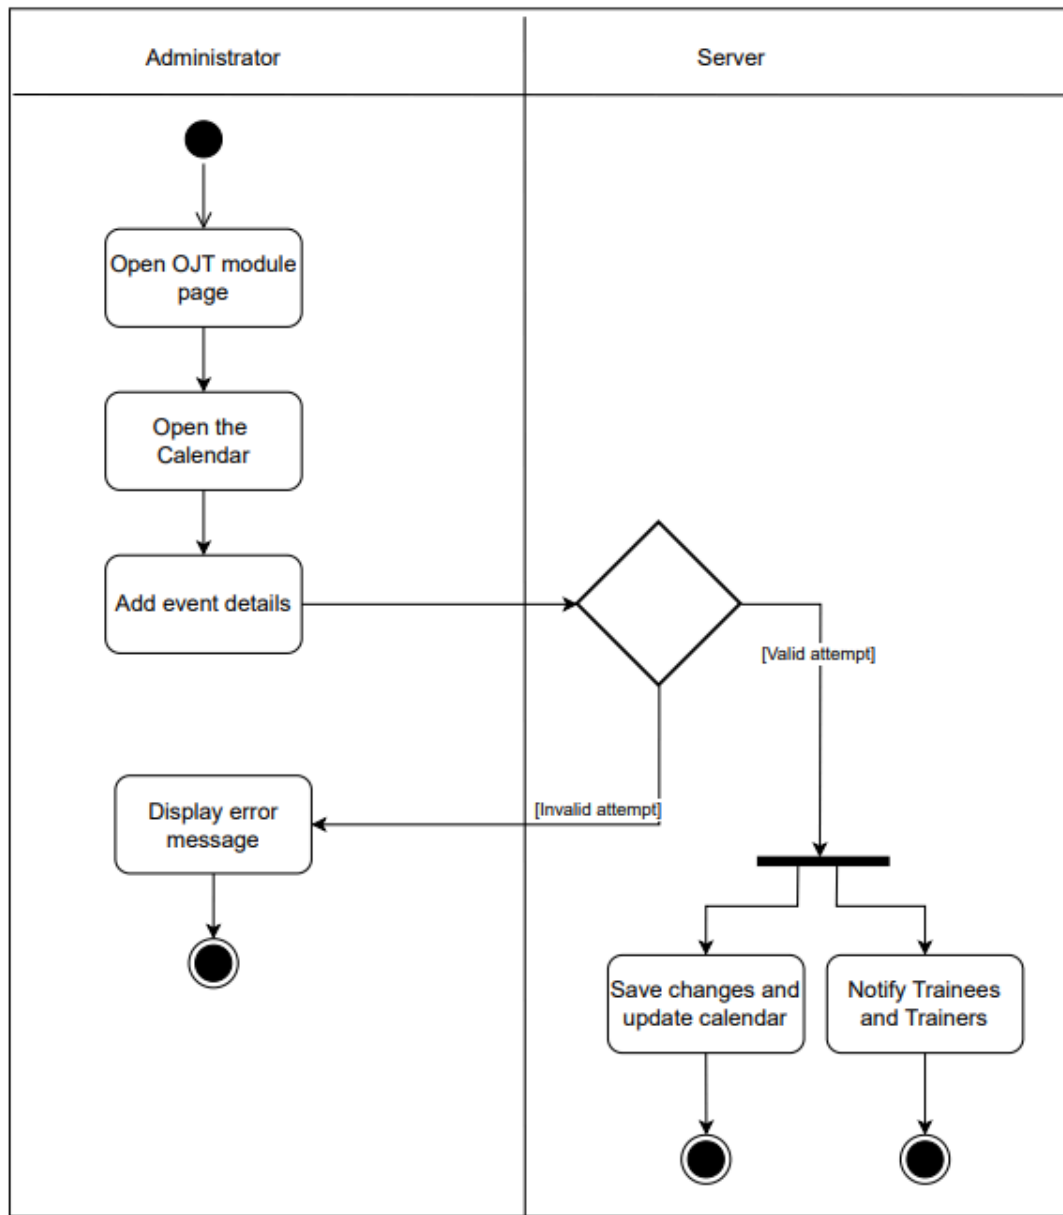 Administrator
Server
Open OJT module
page
Open the
Calendar
Add event details
[Valid attempt]
[Invalid attempt]
Display error
message
Save changes and
update calendar
Notify Trainees
and Trainers